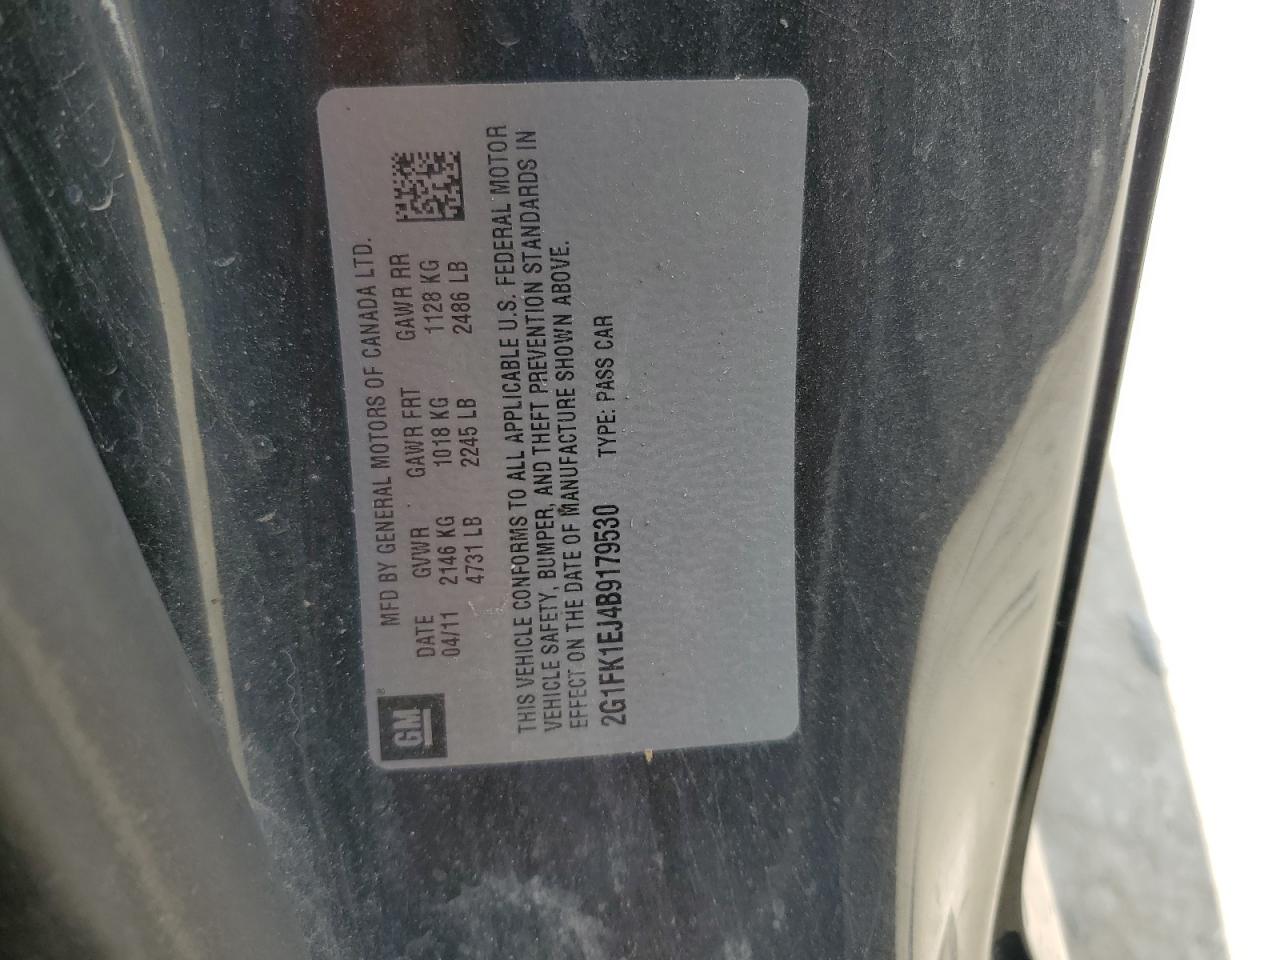 GM®
MFD BY GENERAL MOTORS OF CANADA LTD.
DATE GVWR GAWR FRT GAWR RR
04/11 2146 KG 1018 KG 1128 KG
4731 LB 2245 LB 2486 LB
THIS VEHICLE CONFORMS TO ALL APPLICABLE U.S. FEDERAL MOTOR
VEHICLE SAFETY, BUMPER, AND THEFT PREVENTION STANDARDS IN
EFFECT ON THE DATE OF MANUFACTURE SHOWN ABOVE.
2G1FK1EJ4B9179530 TYPE: PASS CAR